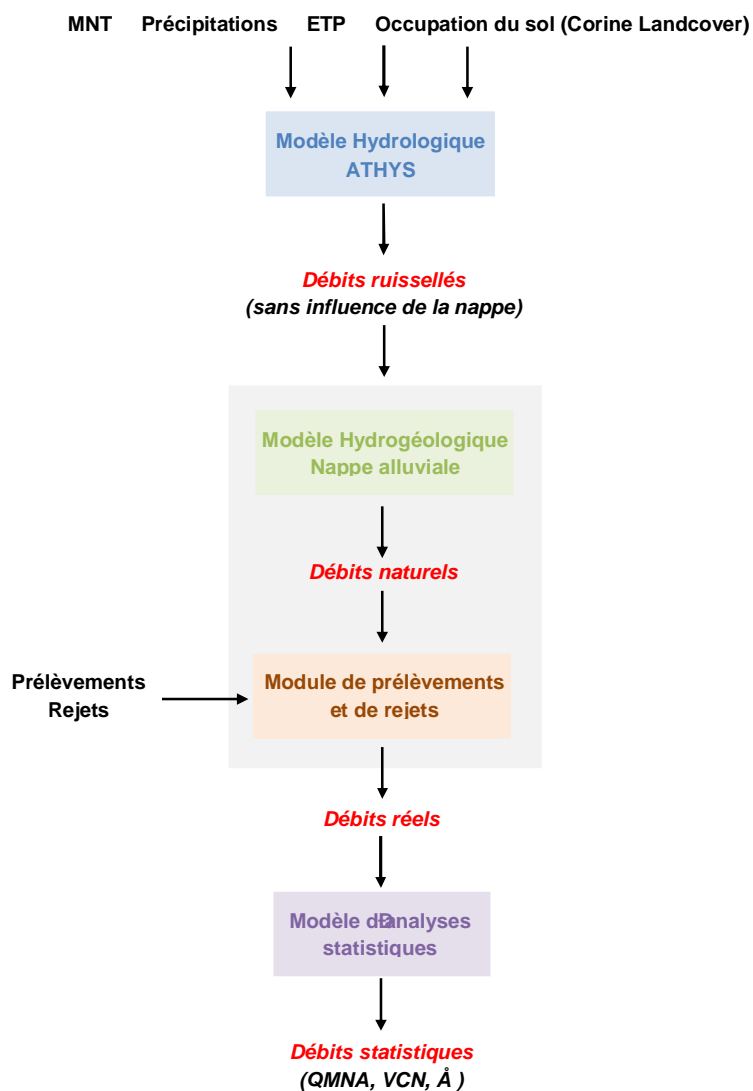 MNT Précipitations ETP Occupation du sol (Corine Landcover)
Modèle Hydrologique
ATHYS
Débits ruissellés
(sans influence de la nappe)
Modèle Hydrogéologique
Nappe alluviale
Débits naturels
Prélèvements
Rejets
Module de prélèvements
et de rejets
Débits réels
Modèle dÐanalyses
statistiques
Débits statistiques
(QMNA, VCN, Å )